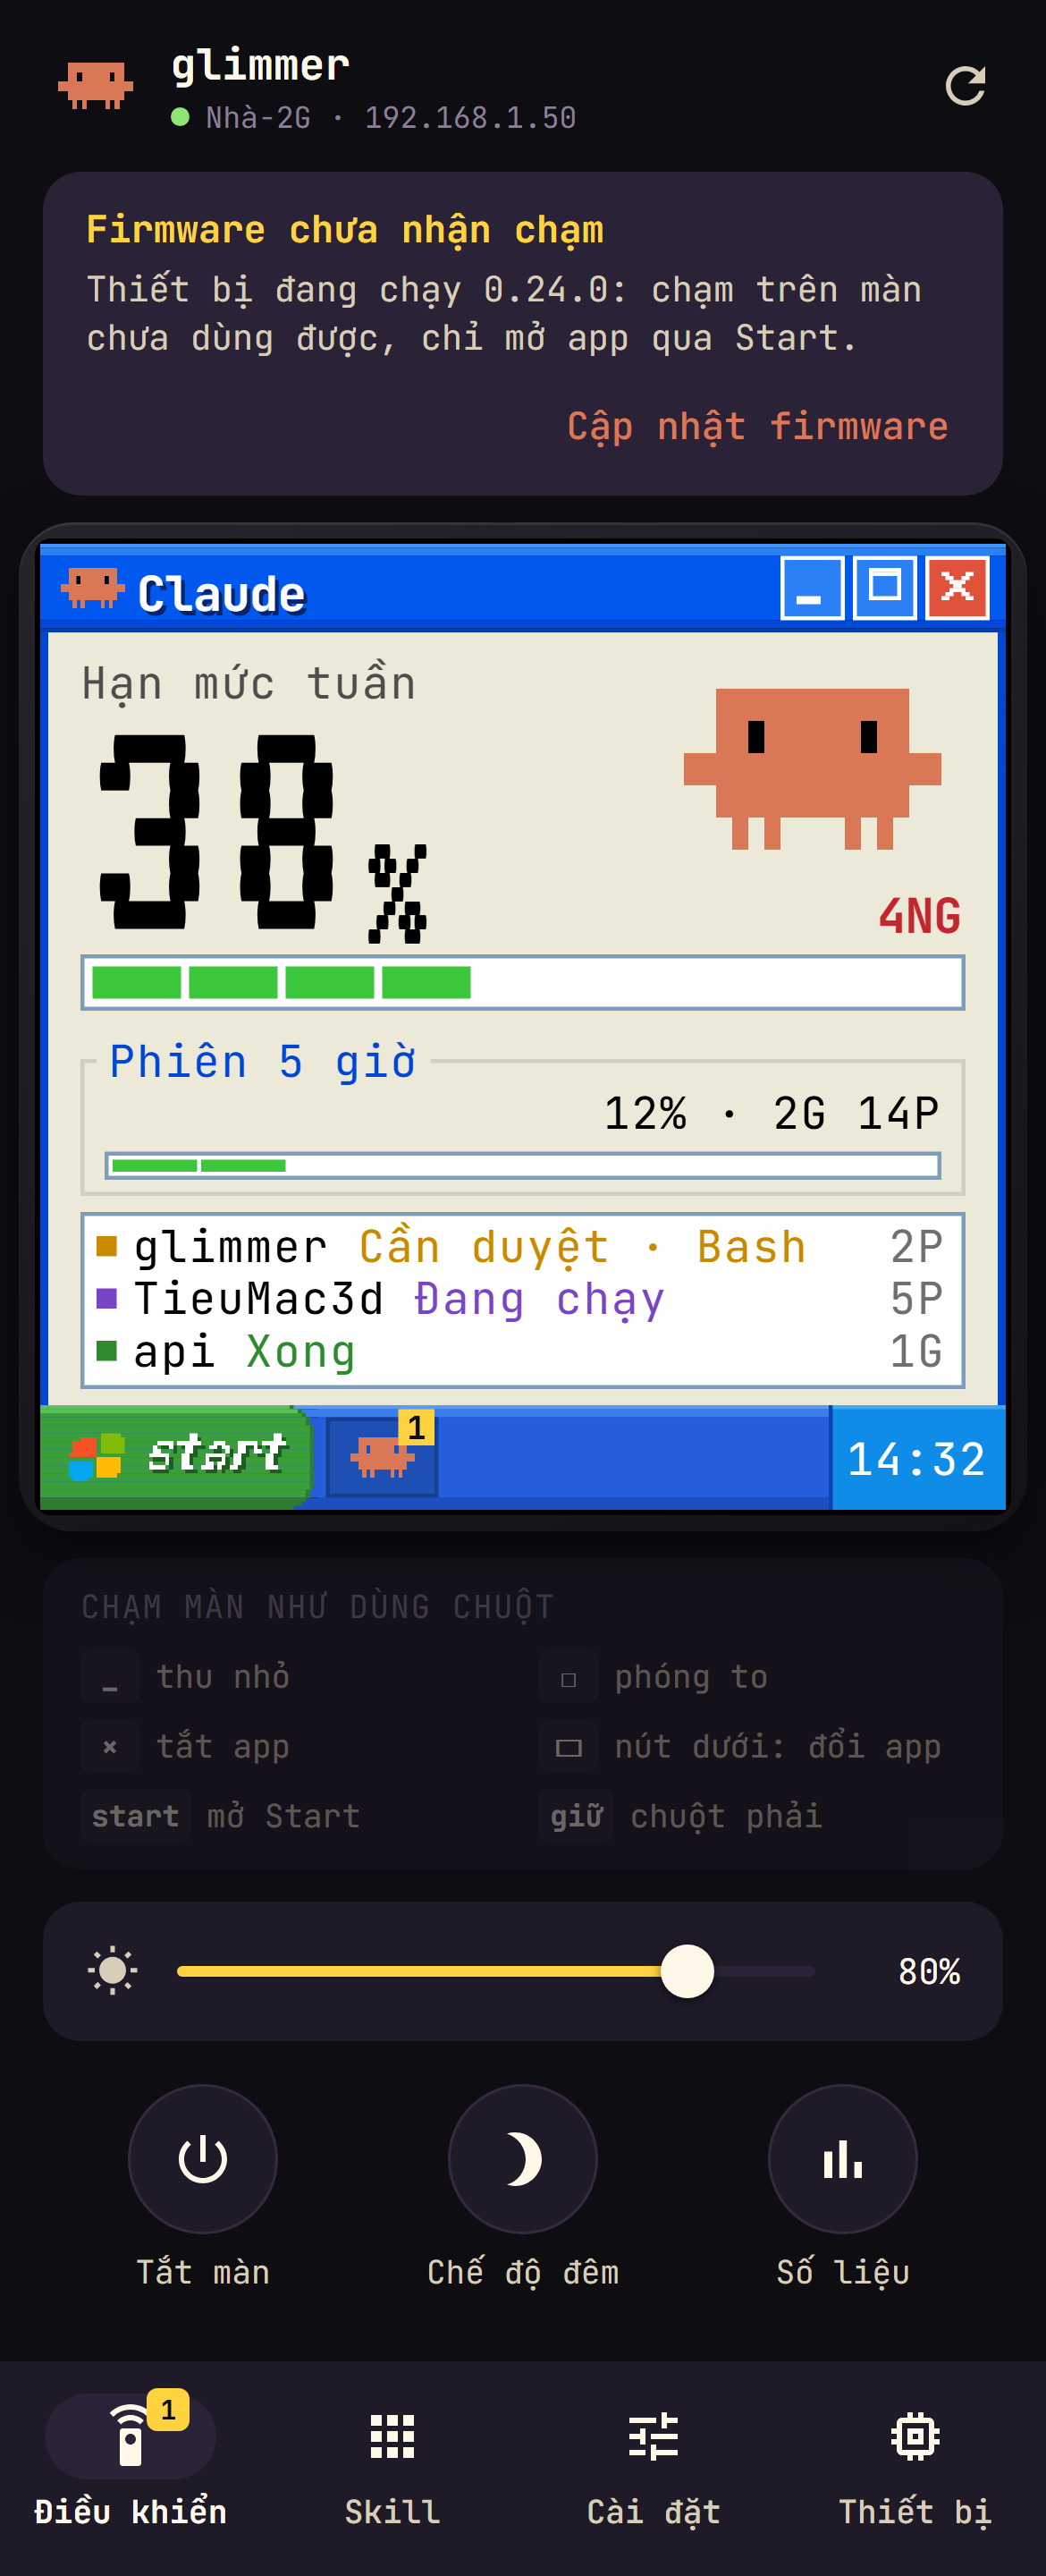 glimmer
Nhà-2G · 192.168.1.50
Firmware chưa nhận chạm
Thiết bị đang chạy 0.24.0: chạm trên màn
chưa dùng được, chỉ mở app qua Start.
Cập nhật firmware
Claude
Hạn mức tuần
38%
4NG
Phiên 5 giờ
12% · 2G 14P
glimmer Cần duyệt · Bash 2P
TieuMac3d Đang chạy 5P
api Xong 1G
start 1 14:32
CHẠM MÀN NHƯ DÙNG CHUỘT
_ thu nhỏ □ phóng to
× tắt app ▭ nút dưới: đổi app
start mở Start giữ chuột phải
80%
Tắt màn Chế độ đêm Số liệu
1
Điều khiển Skill Cài đặt Thiết bị